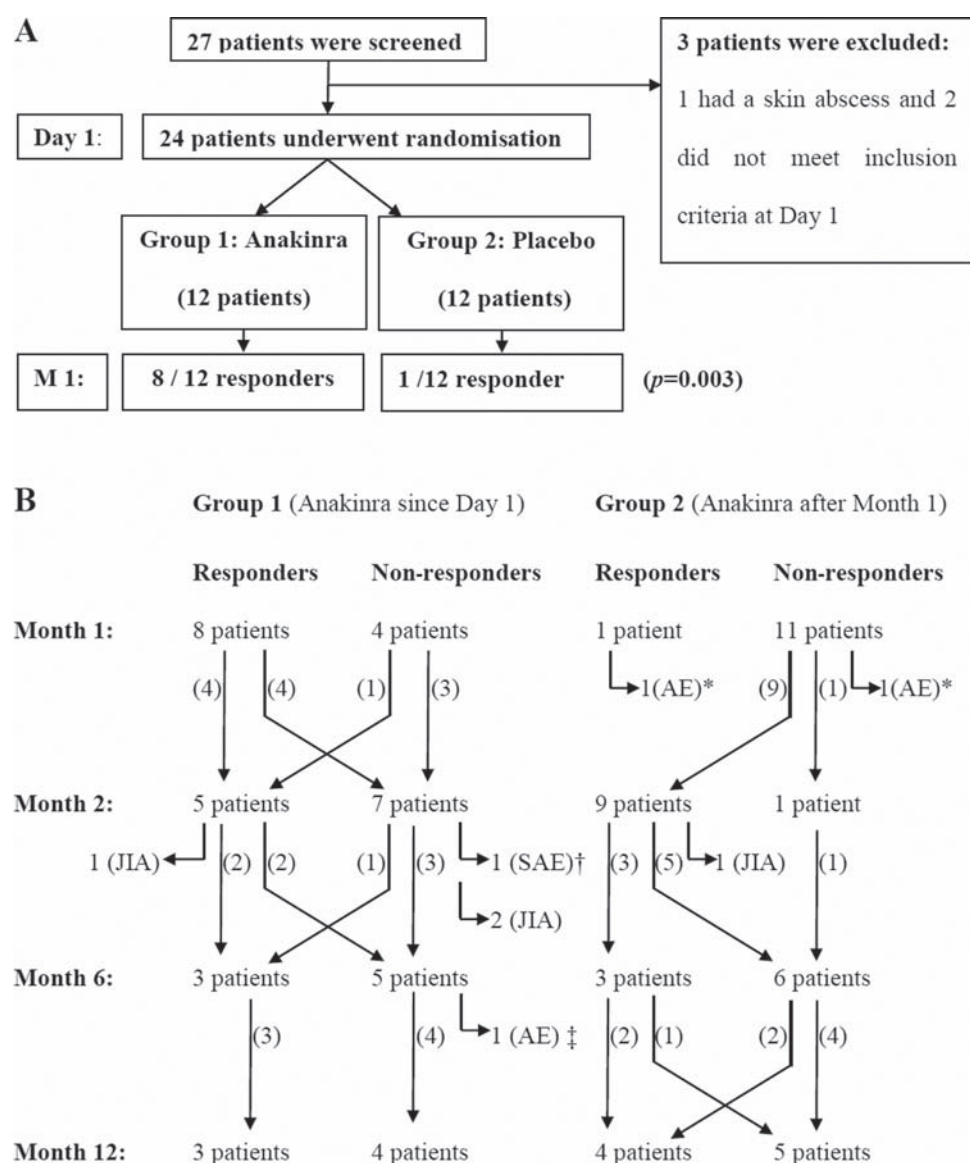 A
27 patients were screened
3 patients were excluded:
1 had a skin abscess and 2
did not meet inclusion
criteria at Day 1
Day 1:
24 patients underwent randomisation
Group 1: Anakinra
(12 patients)
Group 2: Placebo
(12 patients)
M 1:
8 / 12 responders
1 /12 responder
(p=0.003)
B
Group 1 (Anakinra since Day 1)
Group 2 (Anakinra after Month 1)
Responders
Non-responders
Responders
Non-responders
Month 1:
8 patients
4 patients
1 patient
11 patients
(4)
(4)
(1)
(3)
1(AE)*
(9)
(1)
1(AE)*
Month 2:
5 patients
7 patients
9 patients
1 patient
1 (JIA)
(2)
(2)
(1)
(3)
1 (SAE)†
2 (JIA)
(3)
(5)
1 (JIA)
(1)
Month 6:
3 patients
5 patients
3 patients
6 patients
(3)
(4)
1 (AE) ‡
(2)
(1)
(2)
(4)
Month 12:
3 patients
4 patients
4 patients
5 patients